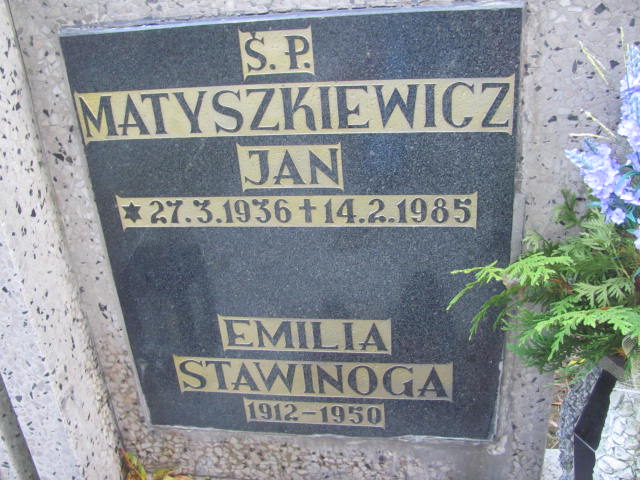 Ś. P.
MATYSZKIEWICZ
JAN
* 27.3.1936 + 14.2.1985
EMILIA
STAWINOGA
1912-1950